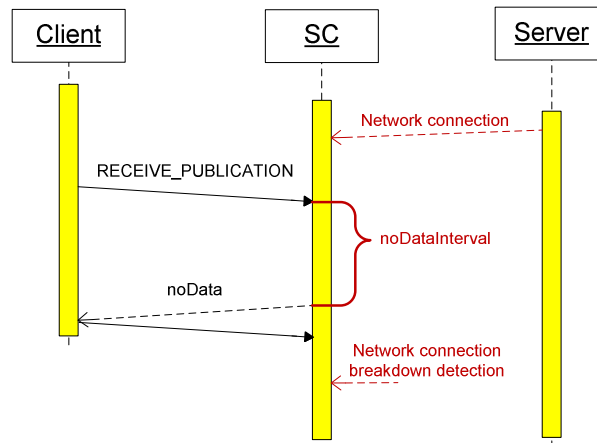 Client
SC
Server
Network connection
RECEIVE_PUBLICATION
noDataInterval
noData
Network connection
breakdown detection